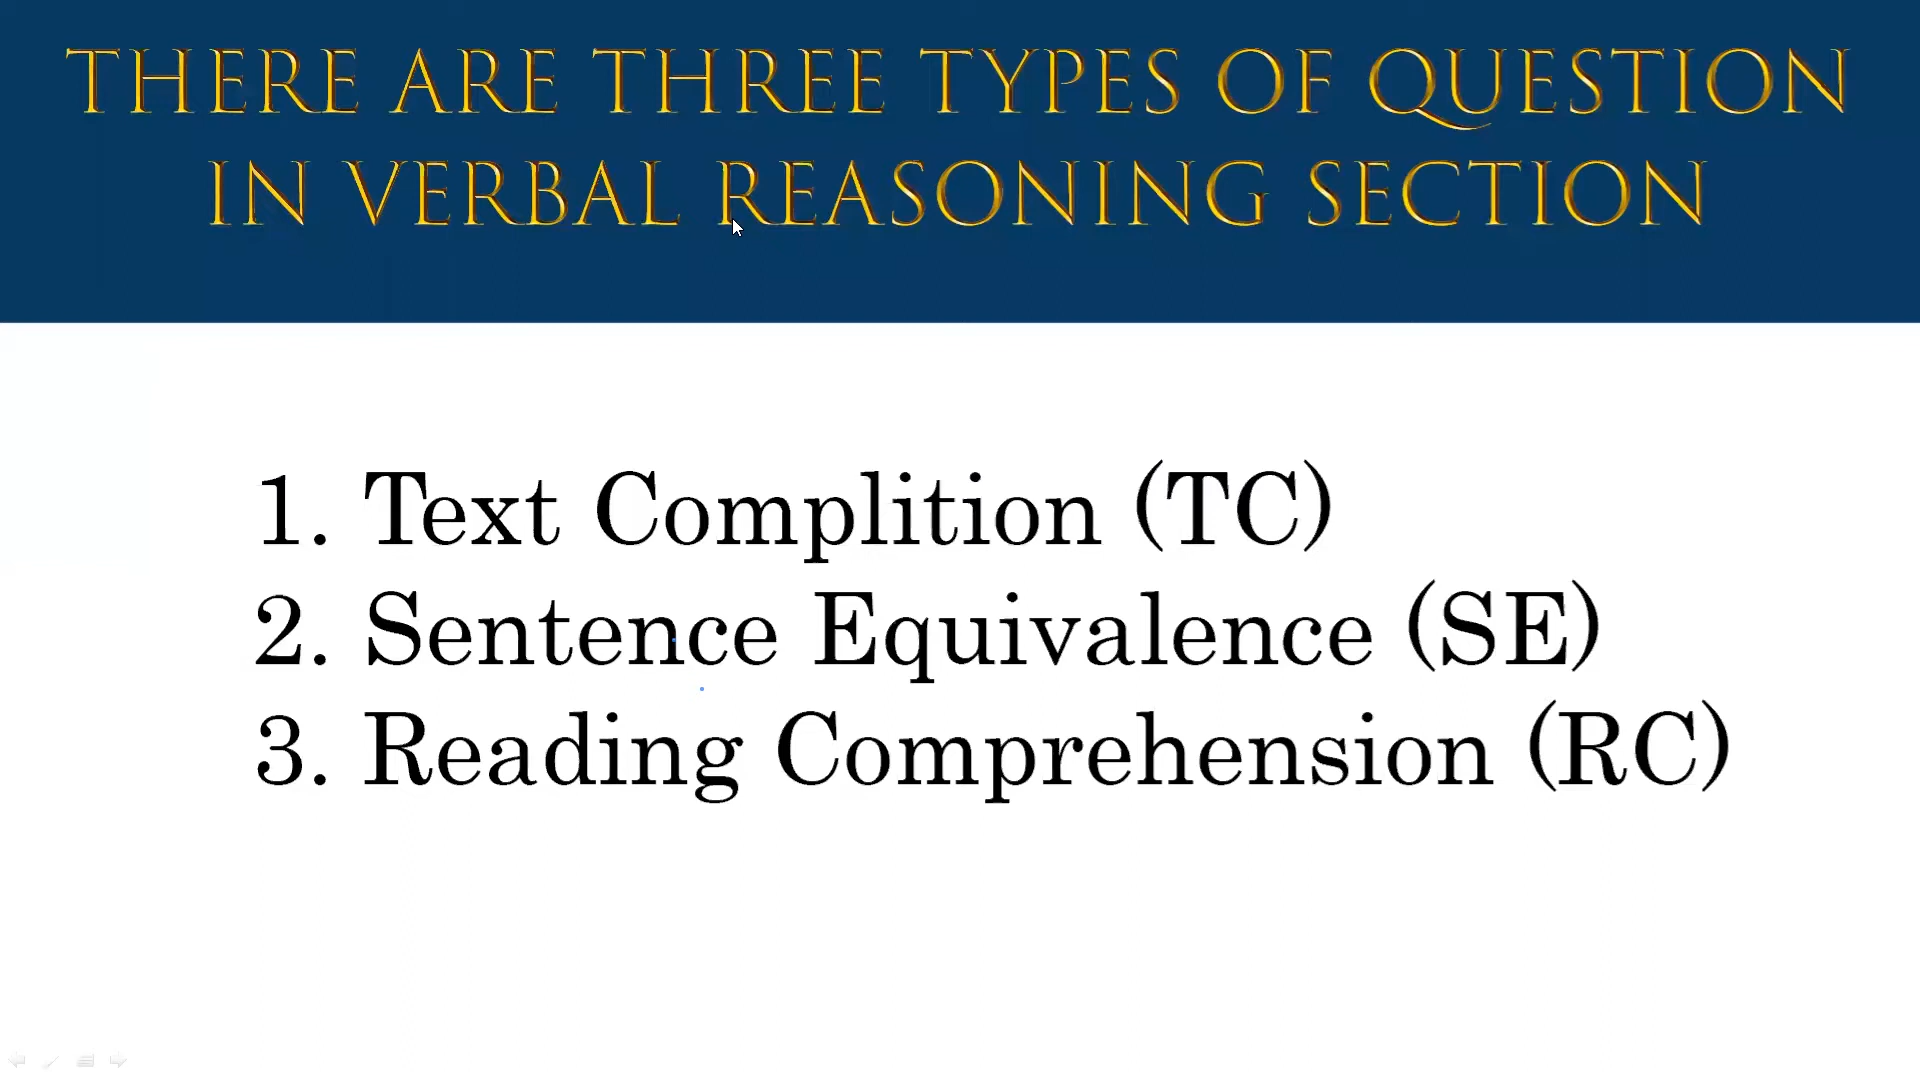 THERE ARE THREE TYPES OF QUESTION
IN VERBAL REASONING SECTION
1. Text Complition (TC)
2. Sentence Equivalence (SE)
3. Reading Comprehension (RC)